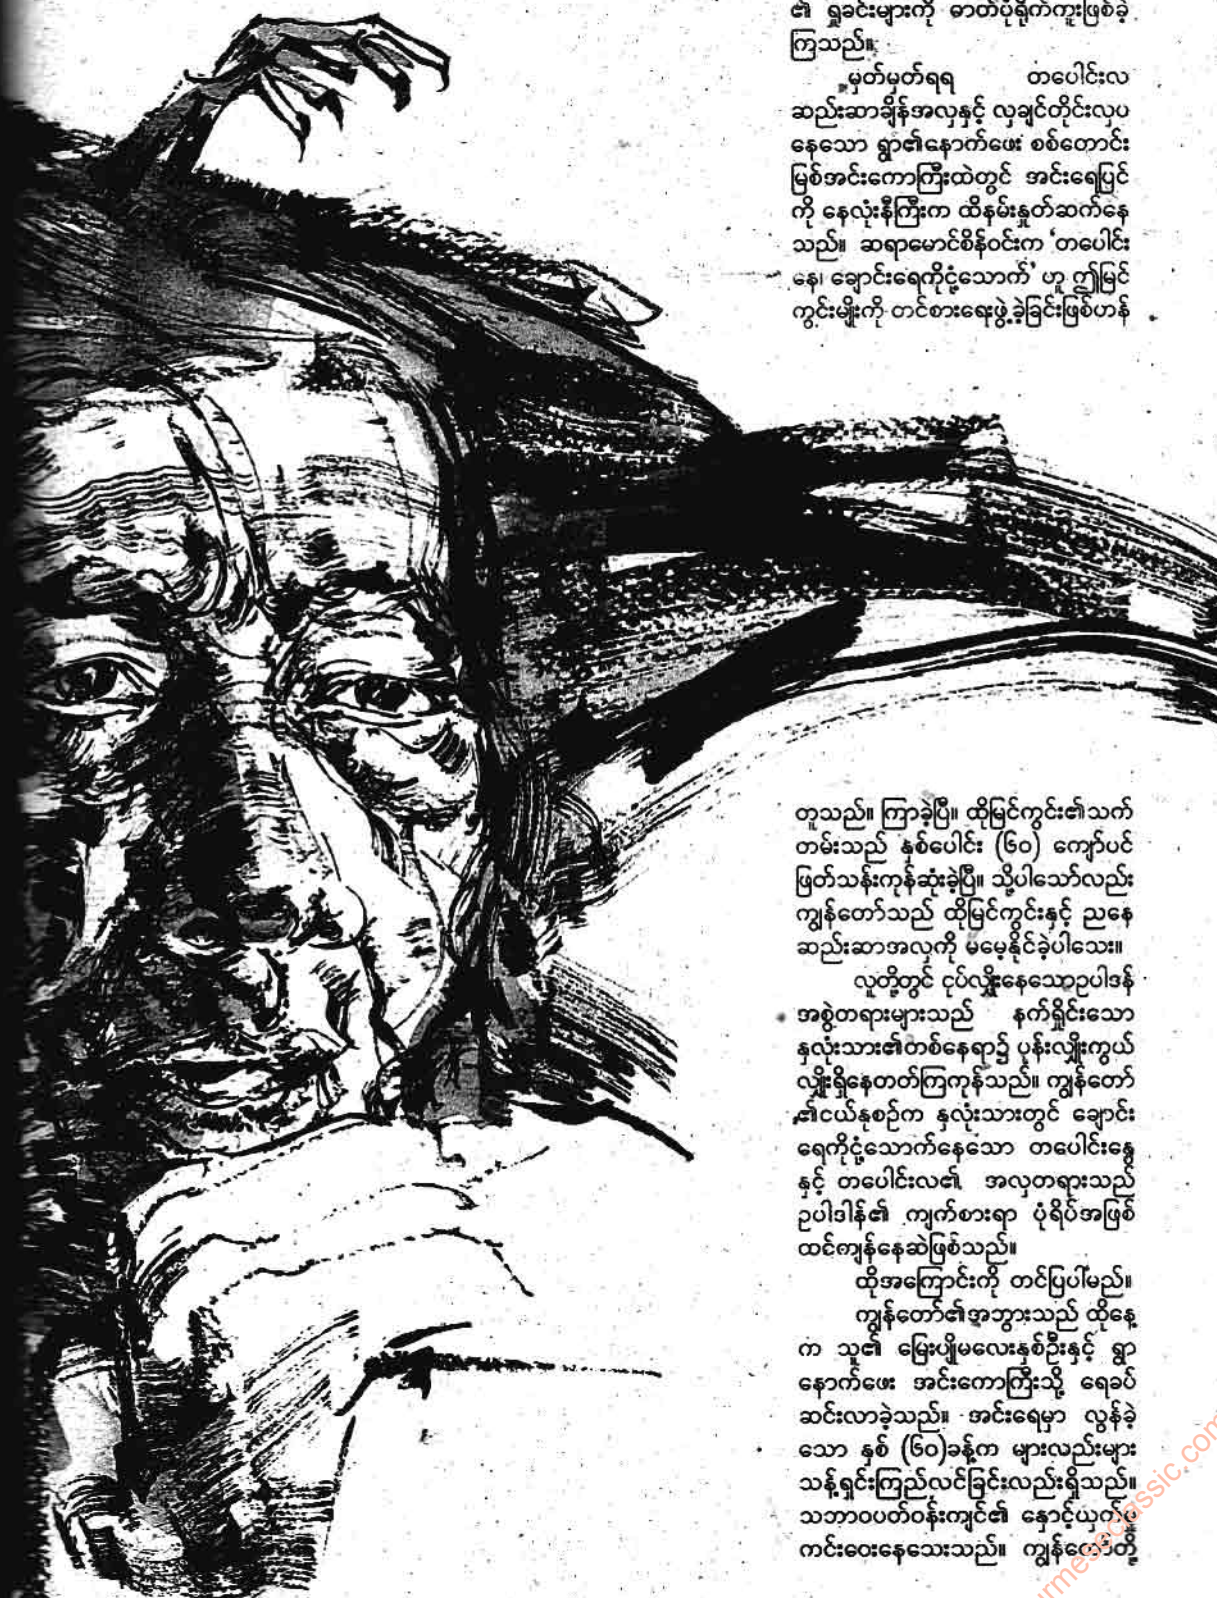 ၏ ရှုခင်းများကို ဓာတ်ပုံရိုက်ကူးဖြစ်ခဲ့
ကြသည်။
မှတ်မှတ်ရရ တပေါင်းလ
ဆည်းဆာချိန်အလှနှင့် လှချင်တိုင်းလှပ
နေသော ရွာ၏နောက်ဖေး စစ်တောင်း
မြစ်အင်းကောကြီးထဲတွင် အင်းရေပြင်
ကို နေလုံးနီကြီးက ထိနမ်းနှုတ်ဆက်နေ
သည်။ ဆရာမောင်စိန်ဝင်းက ‘တပေါင်း
နေ၊ ချောင်းရေကိုငုံ့သောက်’ ဟူ ဤမြင်
ကွင်းမျိုးကို တင်စားရေးဖွဲ့ခဲ့ခြင်းဖြစ်ဟန်
တူသည်။ ကြာခဲ့ပြီ။ ထိုမြင်ကွင်း၏သက်
တမ်းသည် နှစ်ပေါင်း (၆၀) ကျော်ပင်
ဖြတ်သန်းကုန်ဆုံးခဲ့ပြီ။ သို့ပါသော်လည်း
ကျွန်တော်သည် ထိုမြင်ကွင်းနှင့် ညနေ
ဆည်းဆာအလှကို မမေ့နိုင်ခဲ့ပါသေး။
လူတို့တွင် ငုပ်လျှိုးနေသောဥပါဒန်
အစွဲတရားများသည် နက်ရှိုင်းသော
နှလုံးသား၏တစ်နေရာ၌ ပုန်းလျှိုးကွယ်
လျှိုးရှိနေတတ်ကြကုန်သည်။ ကျွန်တော်
၏ငယ်နုစဉ်က နှလုံးသားတွင် ချောင်း
ရေကိုငုံ့သောက်နေသော တပေါင်းနွေ
နှင့် တပေါင်းလ၏ အလှတရားသည်
ဥပါဒါန်၏ ကျက်စားရာ ပုံရိပ်အဖြစ်
ထင်ကျန်နေဆဲဖြစ်သည်။
ထိုအကြောင်းကို တင်ပြပါမည်။
ကျွန်တော်၏အဘွားသည် ထိုနေ့
က သူ၏ မြေးပျိုမလေးနှစ်ဦးနှင့် ရွာ
နောက်ဖေး အင်းကောကြီးသို့ ရေခပ်
ဆင်းလာခဲ့သည်။ အင်းရေမှာ လွန်ခဲ့
သော နှစ် (၆၀)ခန့်က များလည်းများ
သန့်ရှင်းကြည်လင်ခြင်းလည်းရှိသည်။
သဘာဝပတ်ဝန်းကျင်၏ နှောင့်ယှက်မှု
ကင်းဝေးနေသေးသည်။ ကျွန်တော်တို့